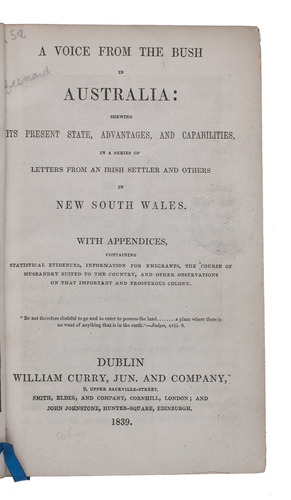 58
A VOICE FROM THE BUSH
IN
AUSTRALIA:
SHEWING
ITS PRESENT STATE, ADVANTAGES, AND CAPABILITIES,
IN A SERIES OF
LETTERS FROM AN IRISH SETTLER AND OTHERS
IN
NEW SOUTH WALES.
WITH APPENDICES,
CONTAINING
STATISTICAL EVIDENCES, INFORMATION FOR EMIGRANTS, THE COURSE OF
HUSBANDRY SUITED TO THE COUNTRY, AND OTHER OBSERVATIONS
ON THAT IMPORTANT AND PROSPEROUS COLONY.
"Be not therefore slothful to go and to enter to possess the land........a place where there is
no want of anything that is in the earth."—Judges, xviii. 9.
DUBLIN
WILLIAM CURRY, JUN. AND COMPANY,
9, UPPER SACKVILLE-STREET.
SMITH, ELDER, AND COMPANY, CORNHILL, LONDON; AND
JOHN JOHNSTONE, HUNTER-SQUARE, EDINBURGH.
1839.